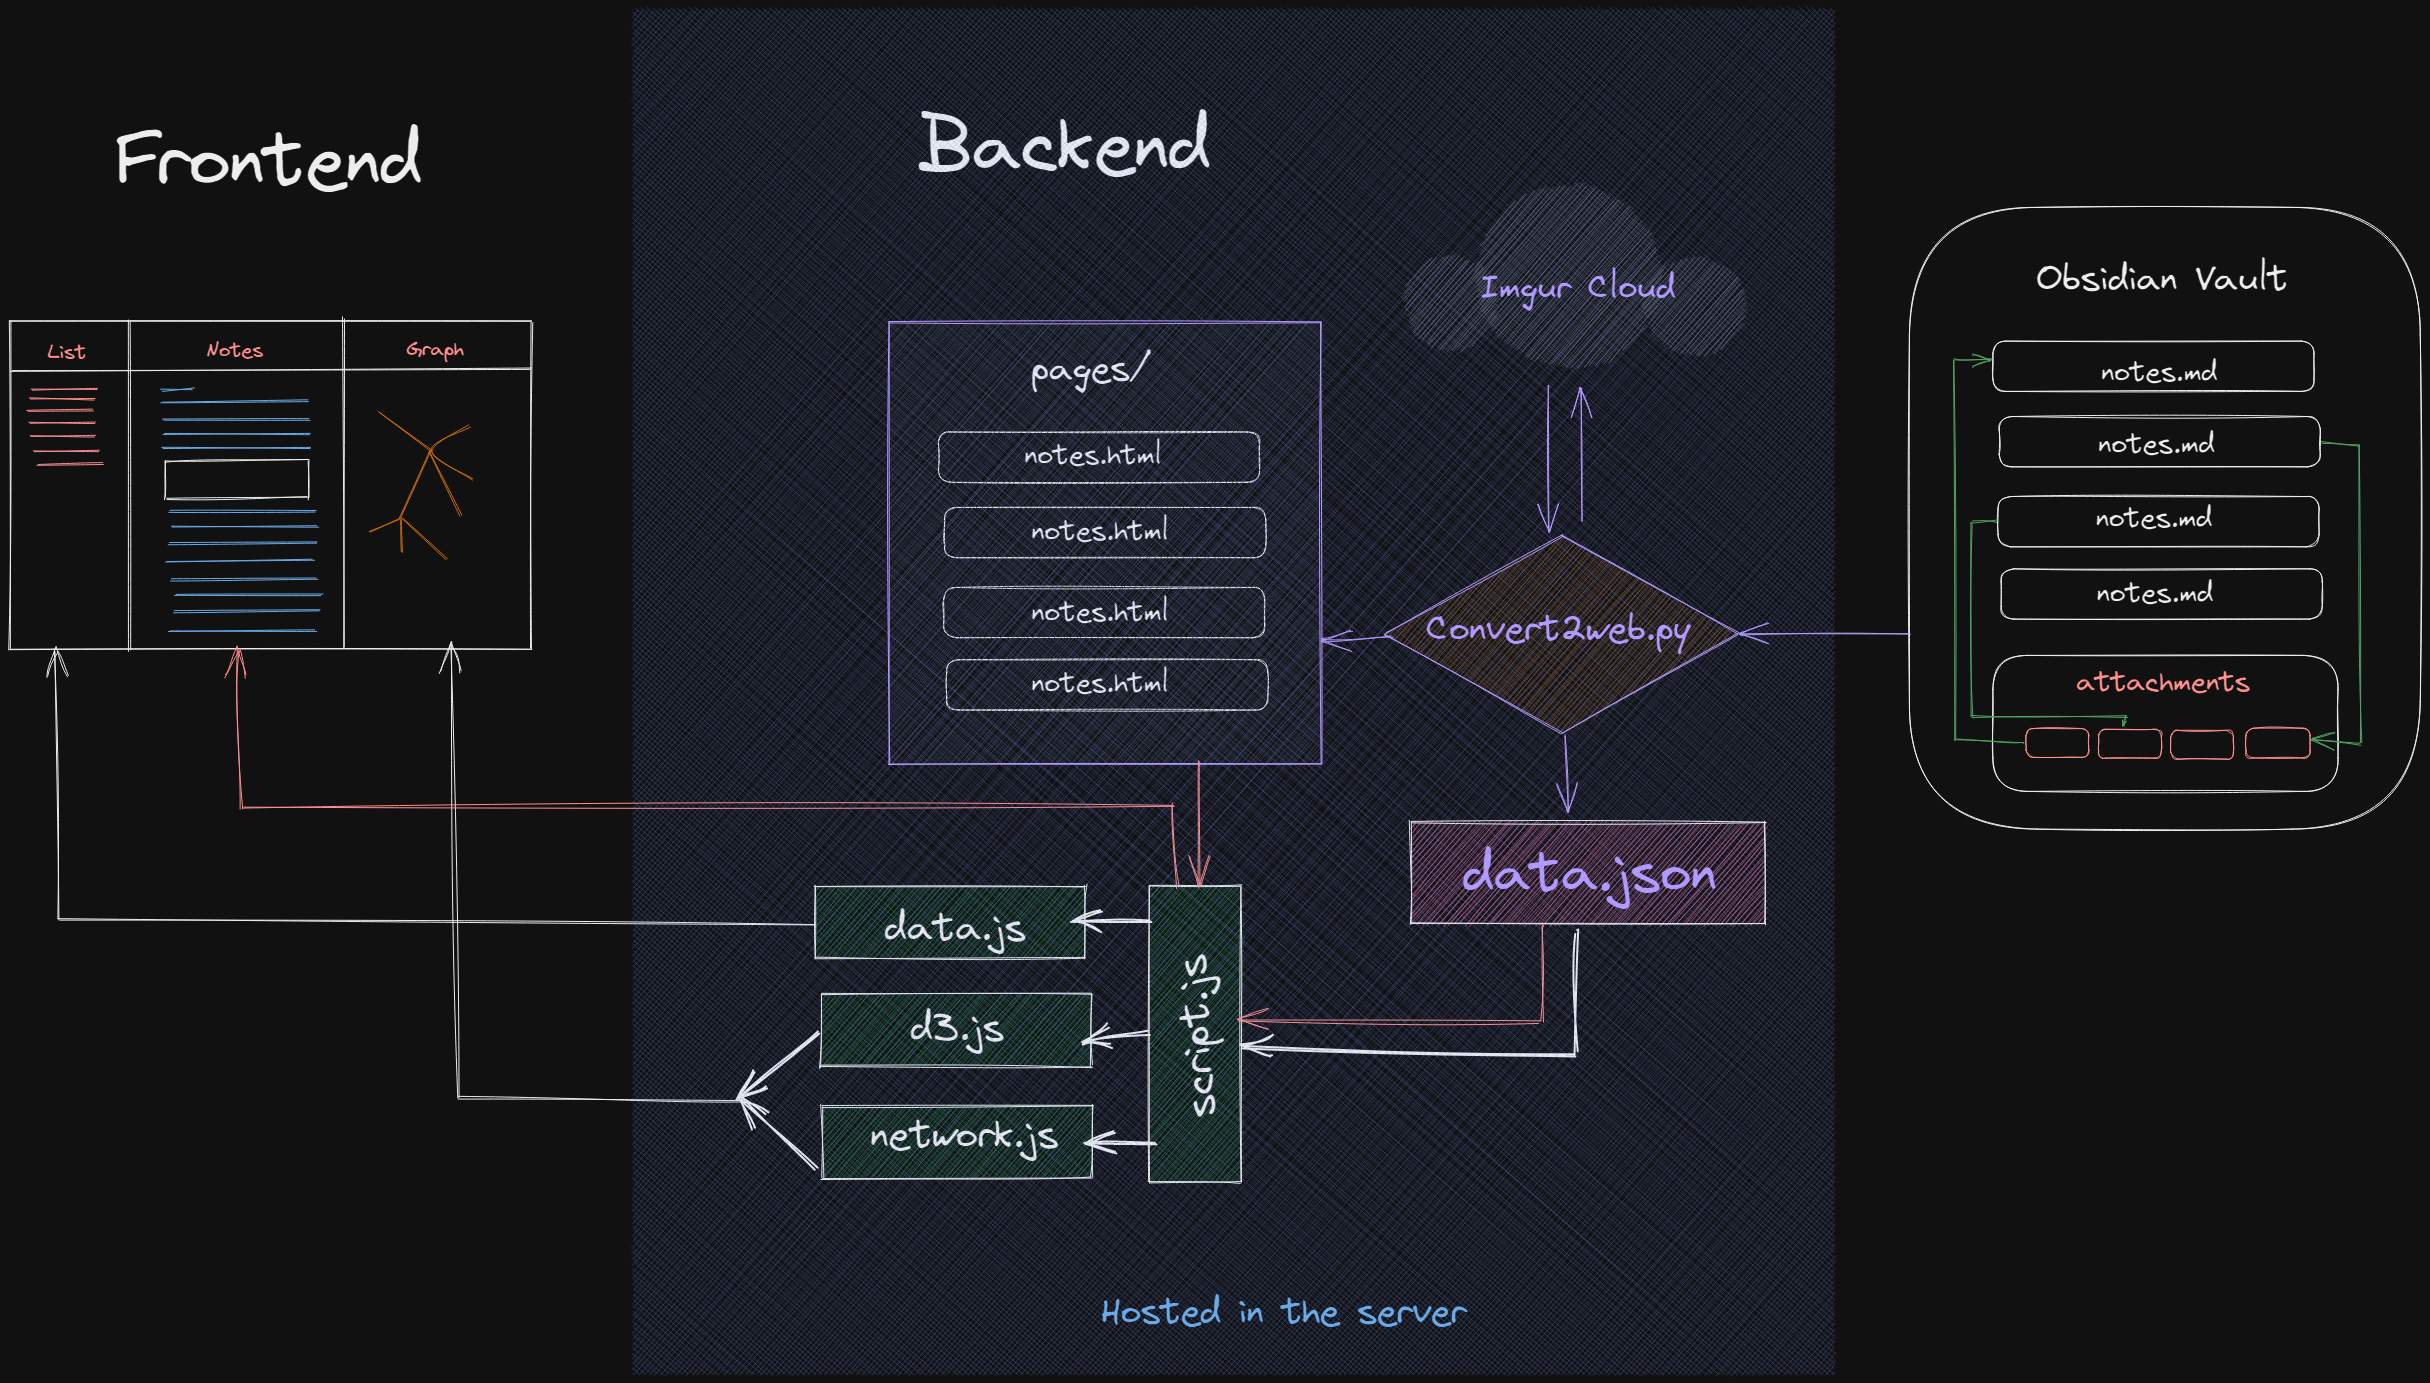 Frontend
List
Notes
Graph
Backend
Imgur Cloud
pages/
notes.html
notes.html
notes.html
notes.html
Convert2web.py
data.json
data.js
d3.js
network.js
script.js
Hosted in the server
Obsidian Vault
notes.md
notes.md
notes.md
notes.md
attachments